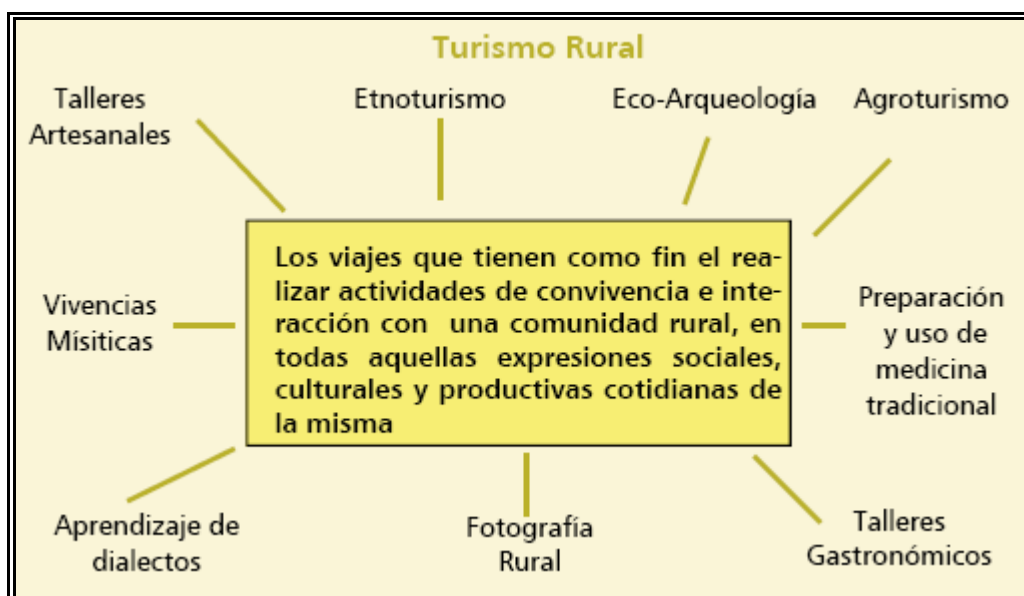 Turismo Rural
Talleres
Artesanales
Etnoturismo
Eco-Arqueología
Agroturismo
Vivencias
Mísiticas
Los viajes que tienen como fin el rea-
lizar actividades de convivencia e inte-
racción con una comunidad rural, en
todas aquellas expresiones sociales,
culturales y productivas cotidianas de
la misma
Preparación
y uso de
medicina
tradicional
Aprendizaje de
dialectos
Fotografía
Rural
Talleres
Gastronómicos